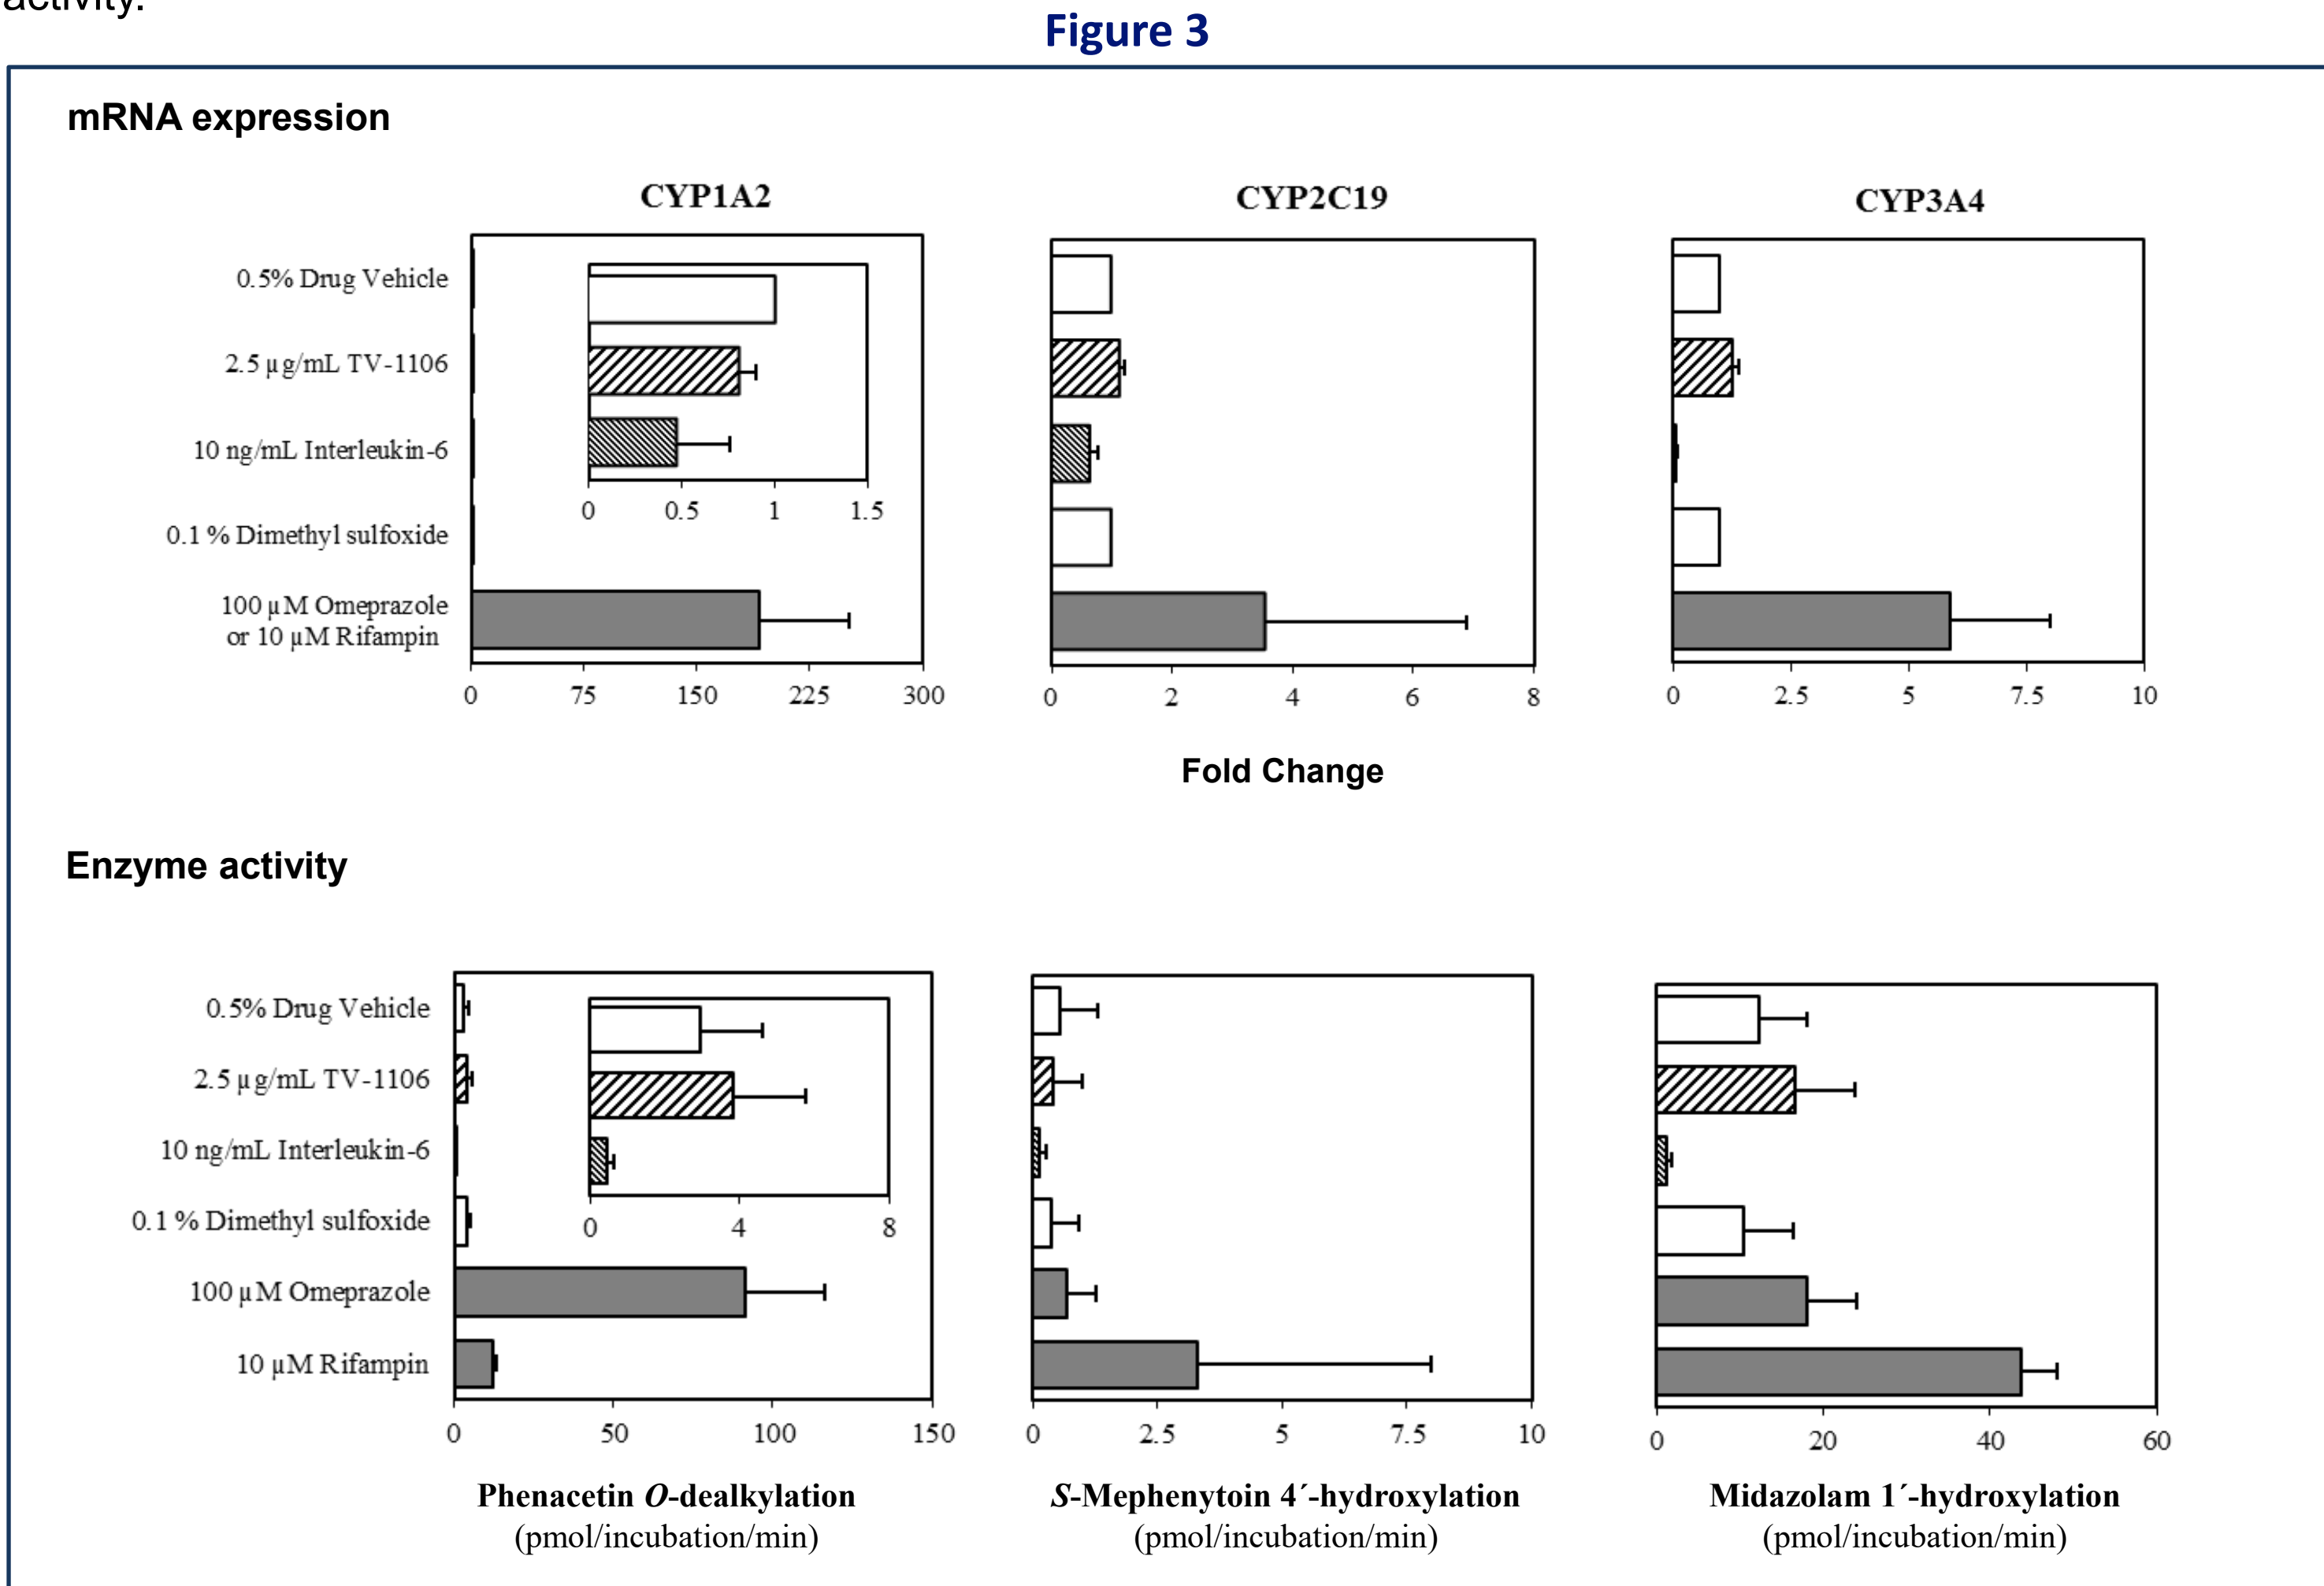 activity.
Figure 3
mRNA expression
CYP1A2
CYP2C19
CYP3A4
0.5% Drug Vehicle
2.5 µg/mL TV-1106
10 ng/mL Interleukin-6
0.1 % Dimethyl sulfoxide
100 µM Omeprazole
or 10 µM Rifampin
0 0.5 1 1.5
0 75 150 225 300
0 2 4 6 8
0 2.5 5 7.5 10
Fold Change
Enzyme activity
0.5% Drug Vehicle
2.5 µg/mL TV-1106
10 ng/mL Interleukin-6
0.1 % Dimethyl sulfoxide
100 µM Omeprazole
10 µM Rifampin
0 4 8
0 50 100 150
0 2.5 5 7.5 10
0 20 40 60
Phenacetin O-dealkylation
(pmol/incubation/min)
S-Mephenytoin 4´-hydroxylation
(pmol/incubation/min)
Midazolam 1´-hydroxylation
(pmol/incubation/min)